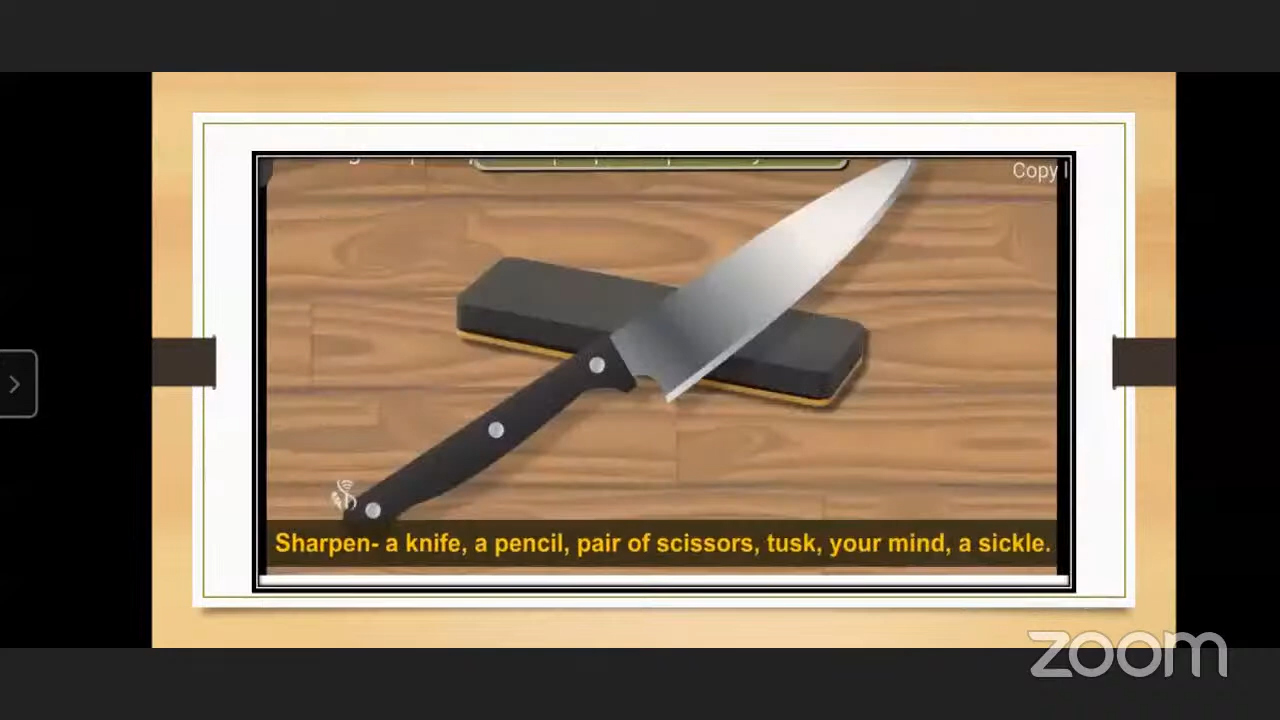 Copy
Sharpen- a knife, a pencil, pair of scissors, tusk, your mind, a sickle.
zoom